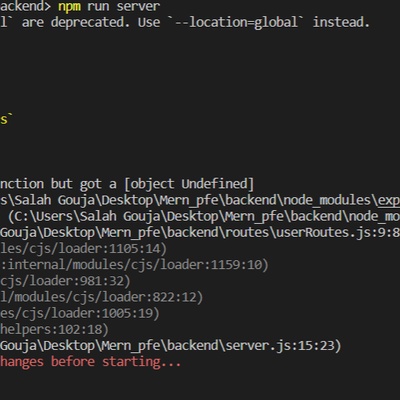 ackend> npm run server
l` are deprecated. Use `--location=global` instead.
s`
nction but got a [object Undefined]
s\Salah Gouja\Desktop\Mern_pfe\backend\node_modules\exp
(C:\Users\Salah Gouja\Desktop\Mern_pfe\backend\node_mo
Gouja\Desktop\Mern_pfe\backend\routes\userRoutes.js:9:8
les/cjs/loader:1105:14)
:internal/modules/cjs/loader:1159:10)
cjs/loader:981:32)
l/modules/cjs/loader:822:12)
es/cjs/loader:1005:19)
helpers:102:18)
Gouja\Desktop\Mern_pfe\backend\server.js:15:23)
hanges before starting...